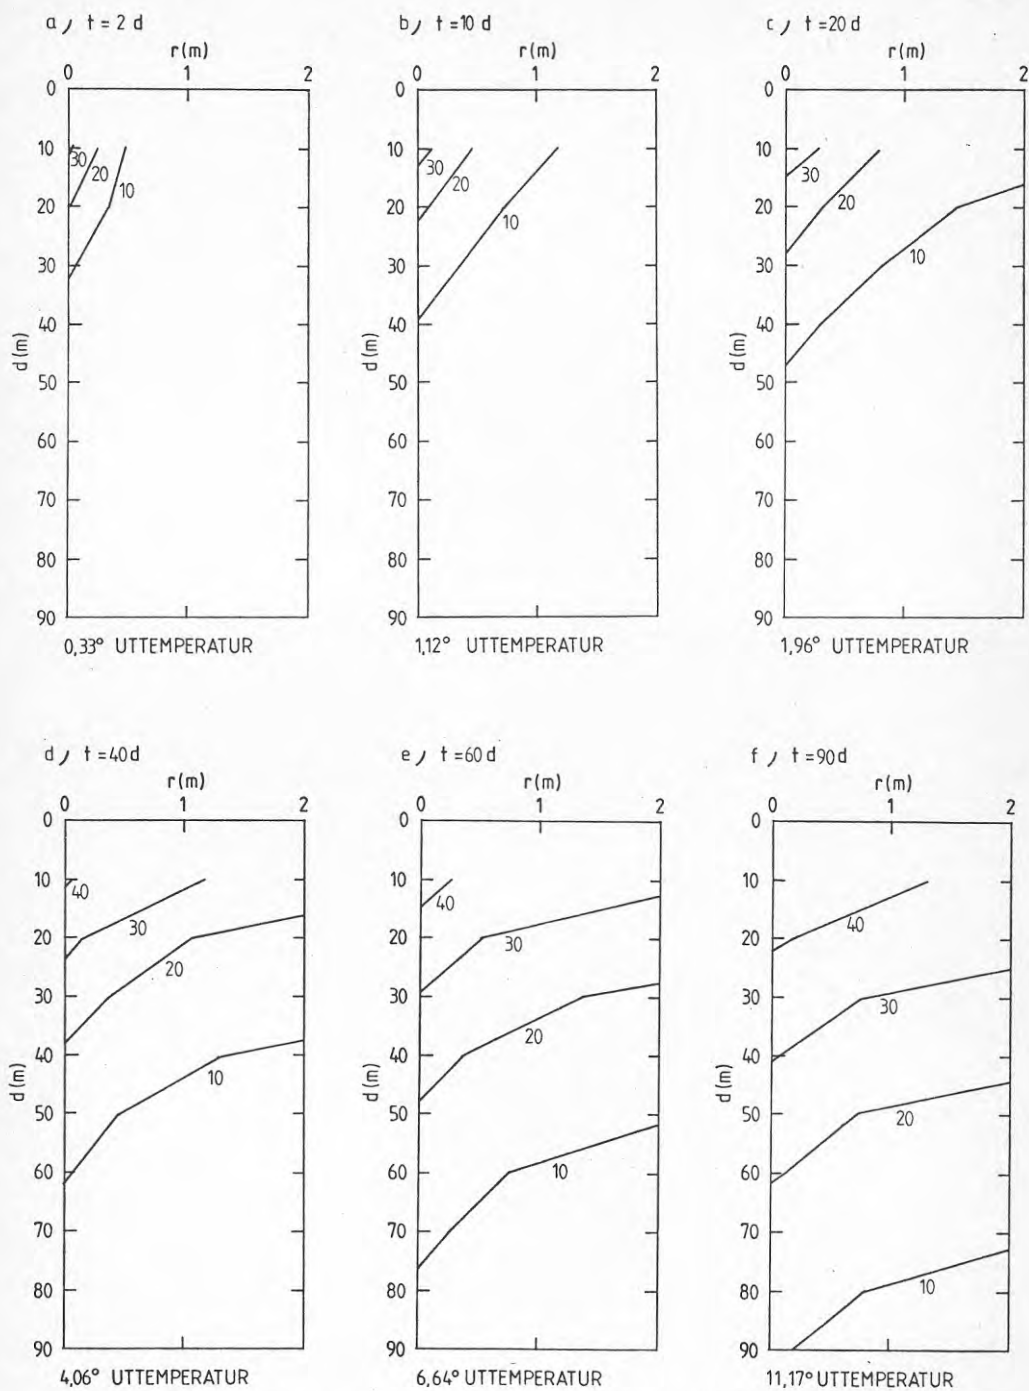 a) t = 2 d
r (m)
0 1 2
0
10
20
30
40
50
60
70
80
90
d (m)
30
20
10
0,33° UTTEMPERATUR
b) t = 10 d
r (m)
0 1 2
0
10
20
30
40
50
60
70
80
90
d (m)
30
20
10
1,12° UTTEMPERATUR
c) t = 20 d
r (m)
0 1 2
0
10
20
30
40
50
60
70
80
90
d (m)
30
20
10
1,96° UTTEMPERATUR
d) t = 40 d
r (m)
0 1 2
0
10
20
30
40
50
60
70
80
90
d (m)
40
30
20
10
4,06° UTTEMPERATUR
e) t = 60 d
r (m)
0 1 2
0
10
20
30
40
50
60
70
80
90
d (m)
40
30
20
10
6,64° UTTEMPERATUR
f) t = 90 d
r (m)
0 1 2
0
10
20
30
40
50
60
70
80
90
d (m)
40
30
20
10
11,17° UTTEMPERATUR